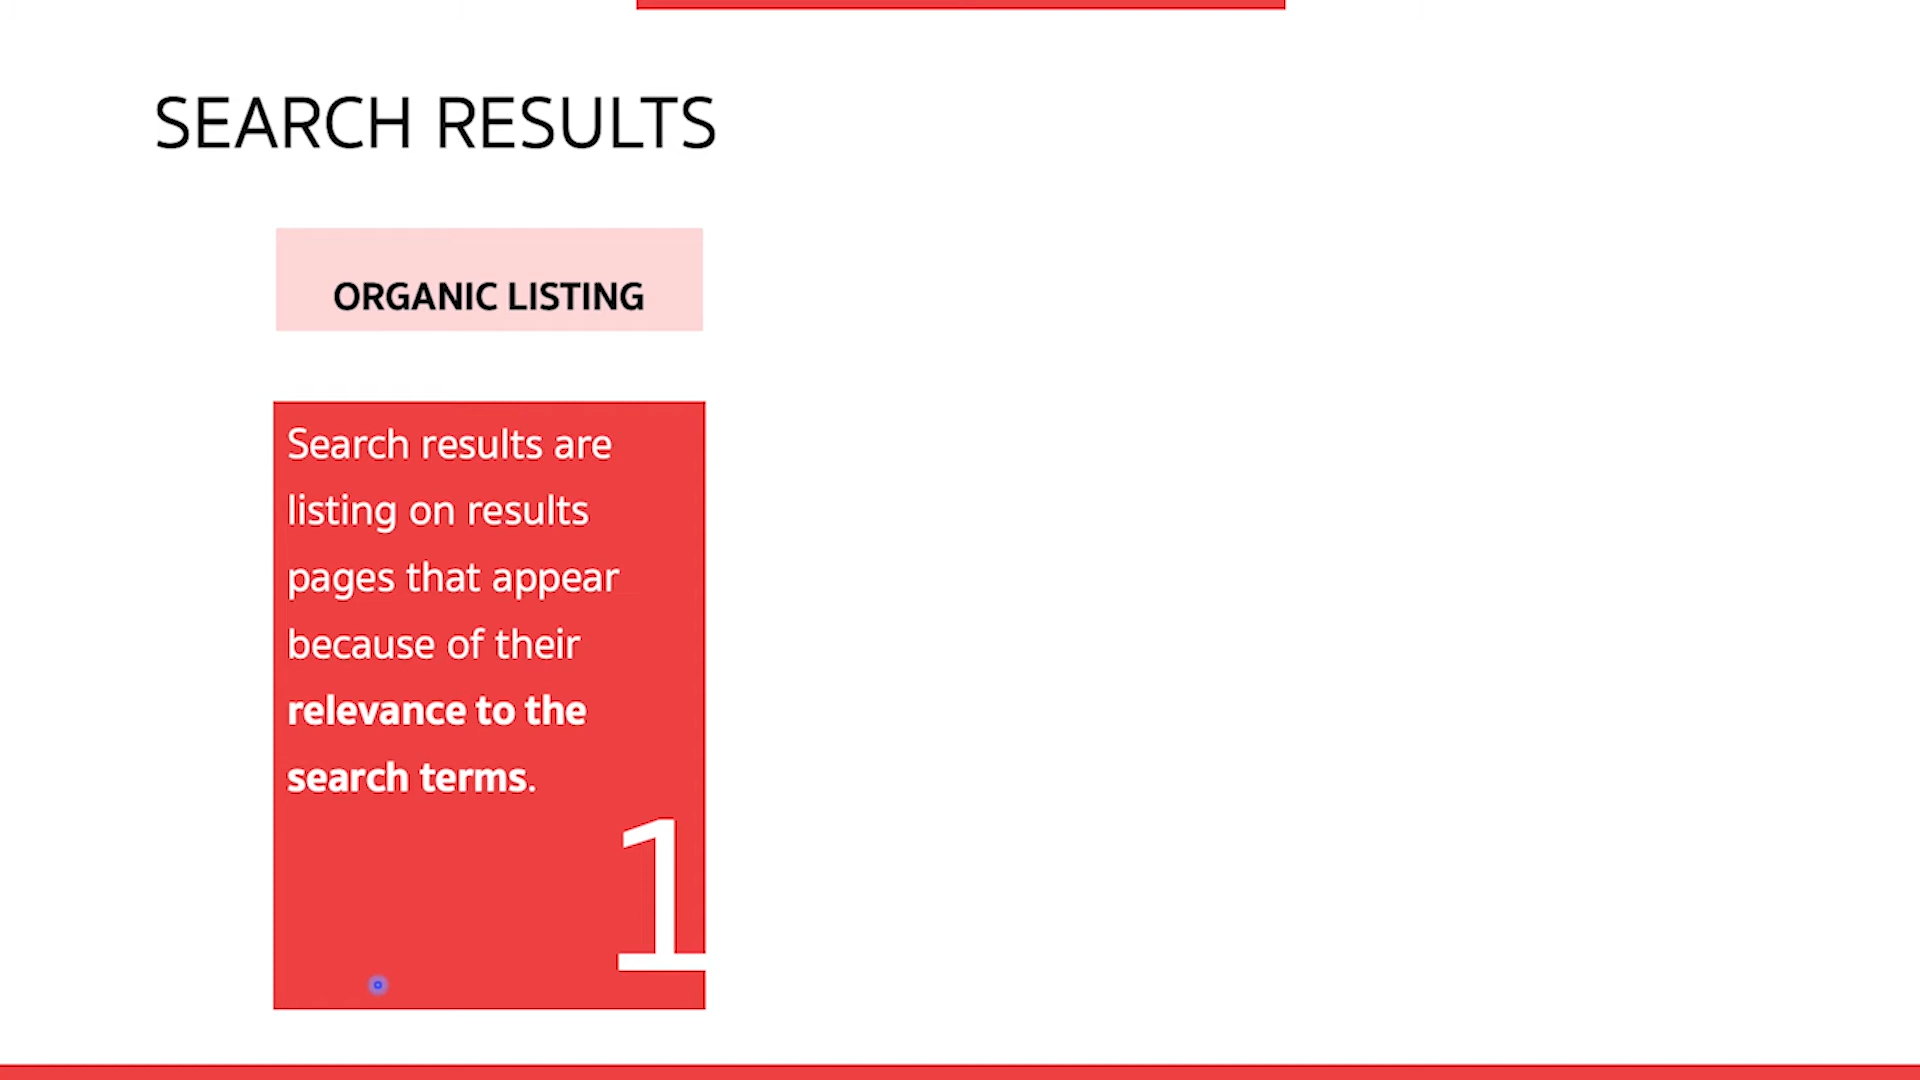 SEARCH RESULTS
ORGANIC LISTING
Search results are
listing on results
pages that appear
because of their
relevance to the
search terms.
1